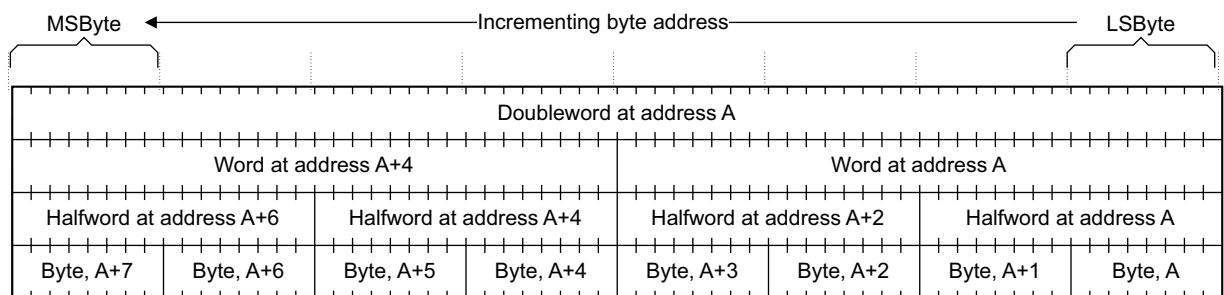 MSByte Incrementing byte address LSByte
Doubleword at address A
Word at address A+4 Word at address A
Halfword at address A+6 Halfword at address A+4 Halfword at address A+2 Halfword at address A
Byte, A+7 Byte, A+6 Byte, A+5 Byte, A+4 Byte, A+3 Byte, A+2 Byte, A+1 Byte, A